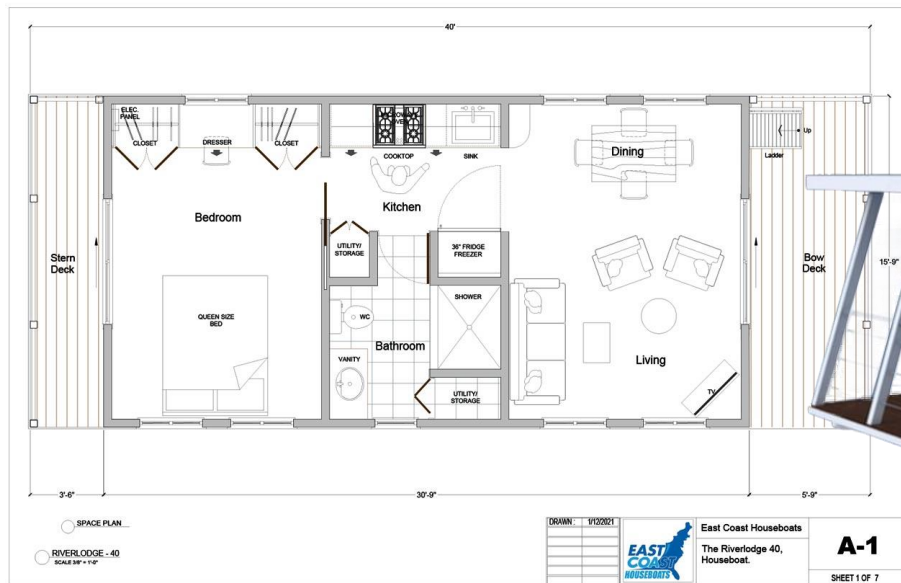 40'
ELEC.
PANEL
CLOSET
DRESSER
CLOSET
COOKTOP
SINK
Dining
Up
Ladder
Bedroom
Kitchen
UTILITY/
STORAGE
36" FRIDGE
FREEZER
Stern
Deck
Bow
Deck
15'-9"
QUEEN SIZE
BED
WC
SHOWER
Bathroom
VANITY
Living
UTILITY/
STORAGE
TV
3'-6"
30'-9"
5'-9"
SPACE PLAN
RIVERLODGE - 40
SCALE 3/8" = 1'-0"
DRAWN :
1/12/2021
EAST
COAST
HOUSEBOATS
East Coast Houseboats
The Riverlodge 40,
Houseboat.
A-1
SHEET 1 OF 7